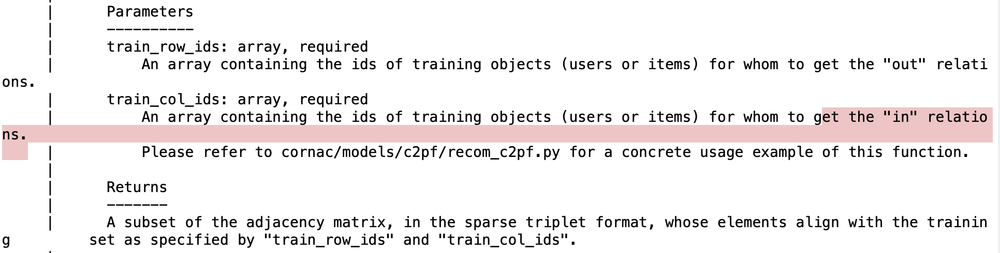 |      Parameters
|      ----------
|      train_row_ids: array, required
|          An array containing the ids of training objects (users or items) for whom to get the "out" relati
ons.
|      train_col_ids: array, required
|          An array containing the ids of training objects (users or items) for whom to get the "in" relatio
ns.
|          Please refer to cornac/models/c2pf/recom_c2pf.py for a concrete usage example of this function.
|
|      Returns
|      -------
|      A subset of the adjacency matrix, in the sparse triplet format, whose elements align with the trainin
g         set as specified by "train_row_ids" and "train_col_ids".